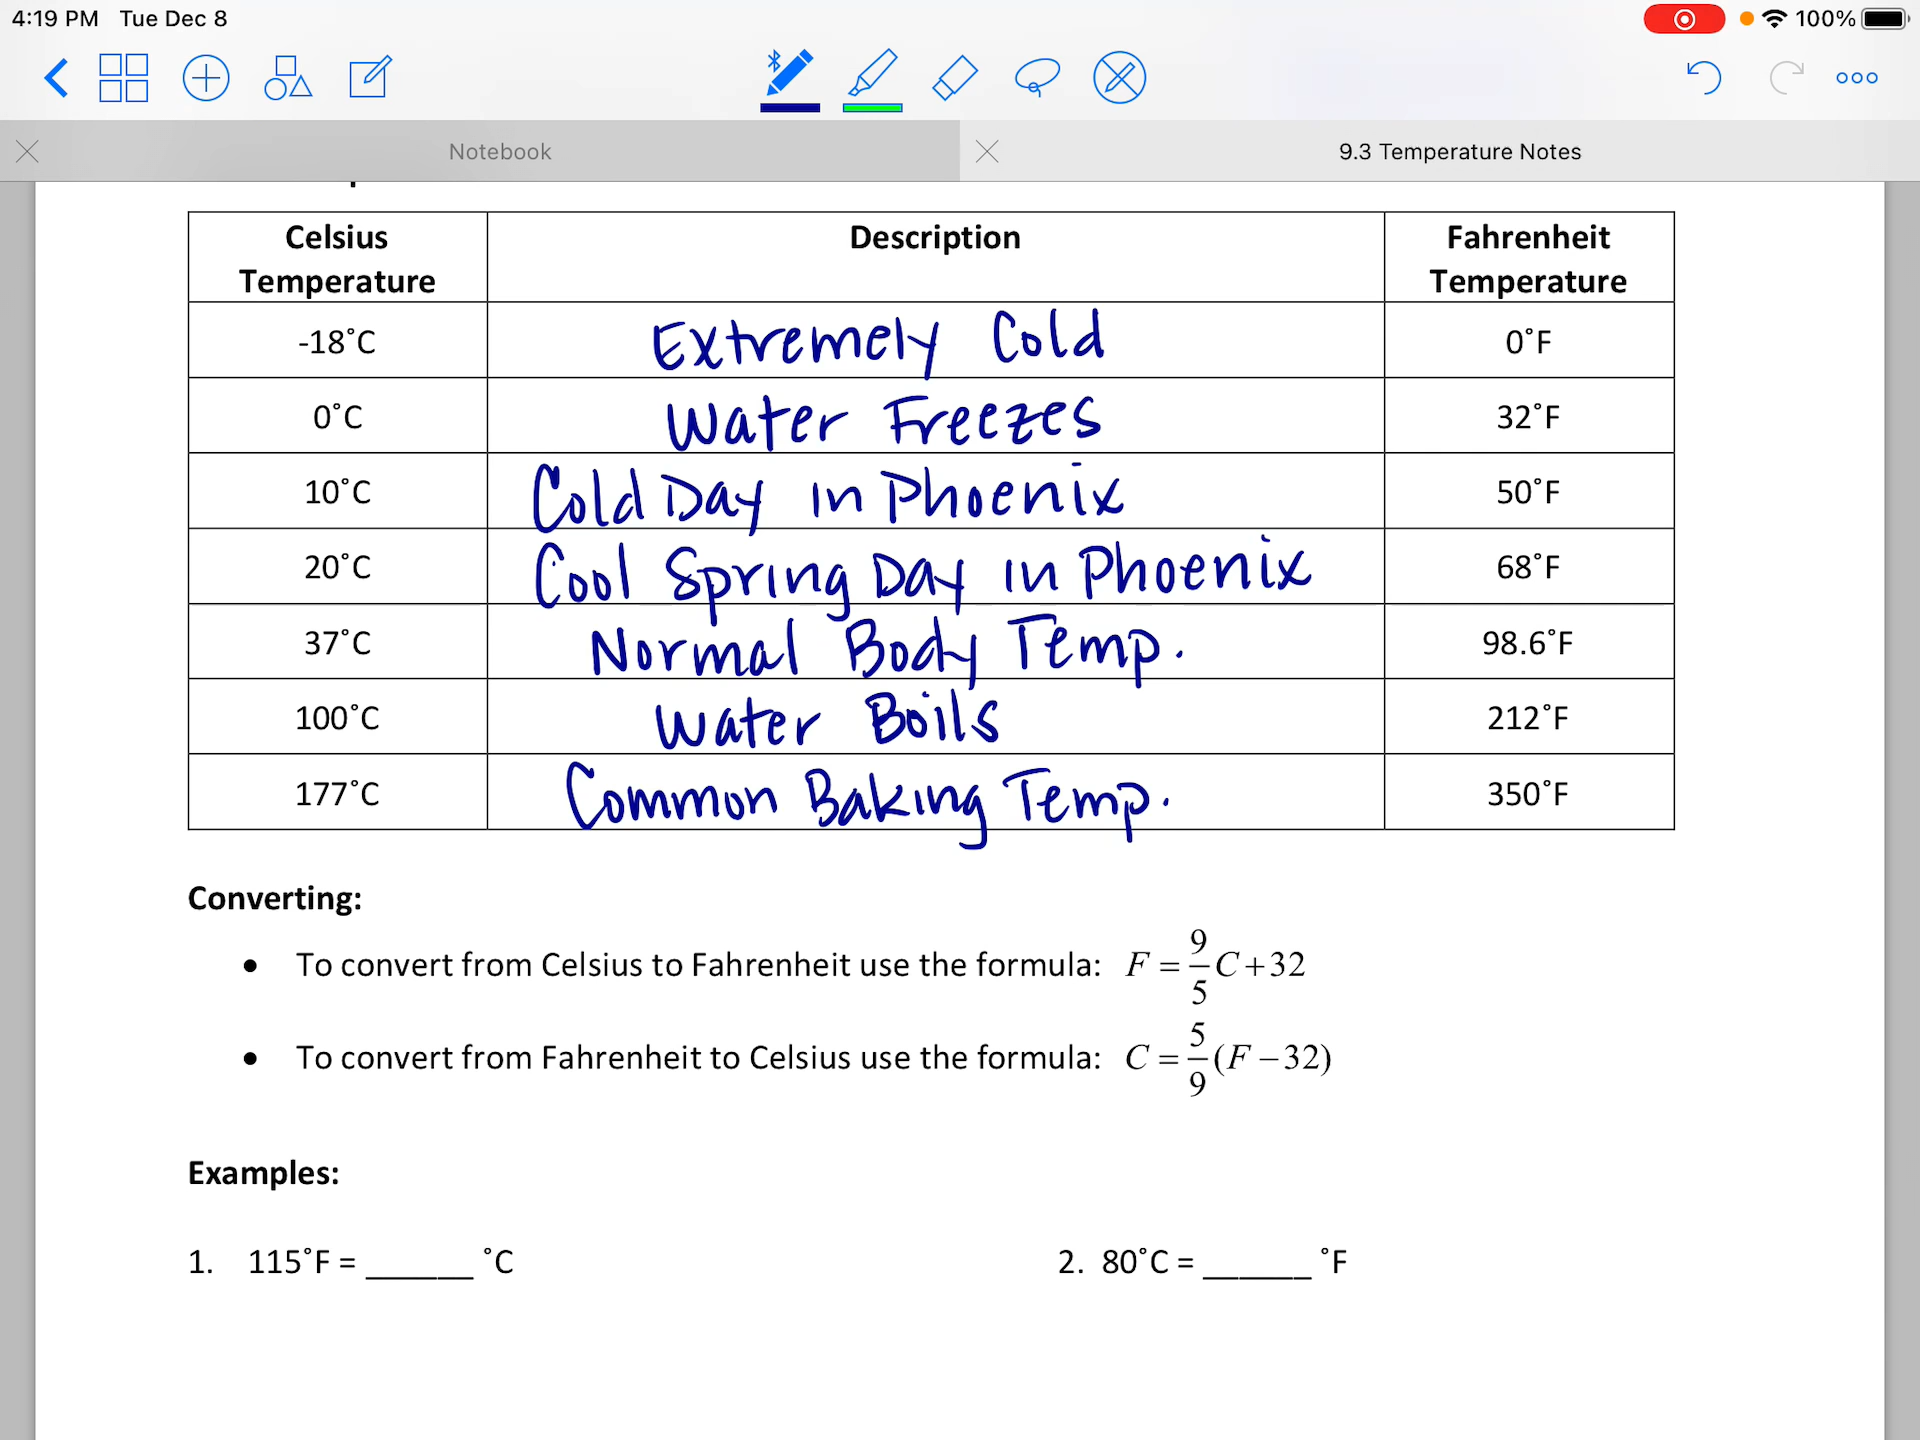 4:19 PM Tue Dec 8 100%
Notebook 9.3 Temperature Notes
Celsius Temperature Description Fahrenheit Temperature
-18˚C Extremely Cold 0˚F
0˚C Water Freezes 32˚F
10˚C Cold Day in Phoenix 50˚F
20˚C Cool Spring Day in Phoenix 68˚F
37˚C Normal Body Temp. 98.6˚F
100˚C Water Boils 212˚F
177˚C Common Baking Temp. 350˚F
Converting:
• To convert from Celsius to Fahrenheit use the formula: F = 9/5 C + 32
• To convert from Fahrenheit to Celsius use the formula: C = 5/9 (F − 32)
Examples:
1. 115˚F = ______ ˚C 2. 80˚C = ______ ˚F